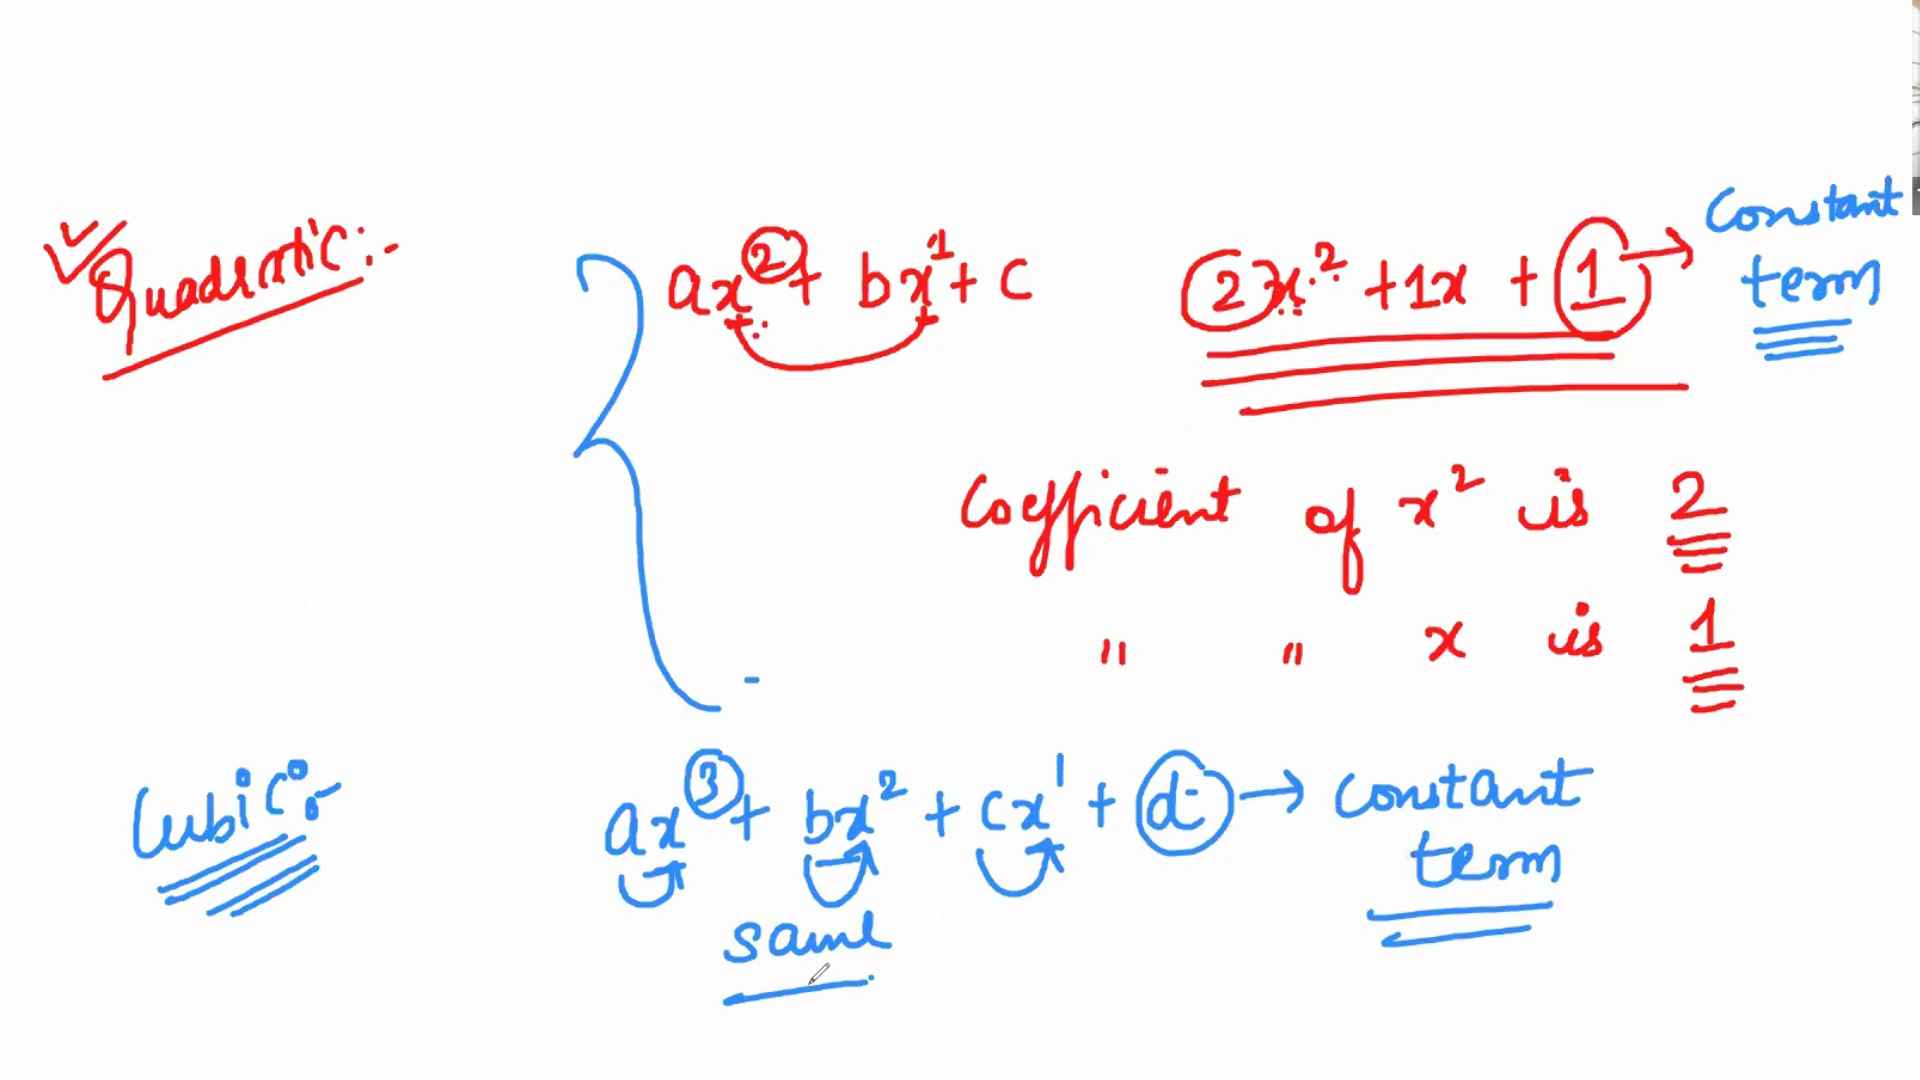 Quadratic:- ax² + bx¹ + c 2x² + 1x + 1 → Constant term
Coefficient of x² is 2
" " x is 1
Cubic:- ax³ + bx² + cx¹ + d → constant term
same